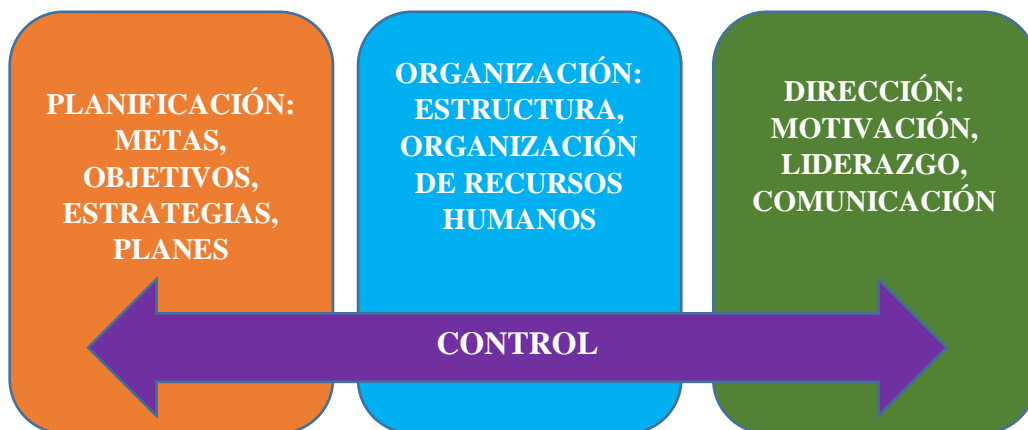 PLANIFICACIÓN:
METAS,
OBJETIVOS,
ESTRATEGIAS,
PLANES
ORGANIZACIÓN:
ESTRUCTURA,
ORGANIZACIÓN
DE RECURSOS
HUMANOS
DIRECCIÓN:
MOTIVACIÓN,
LIDERAZGO,
COMUNICACIÓN
CONTROL